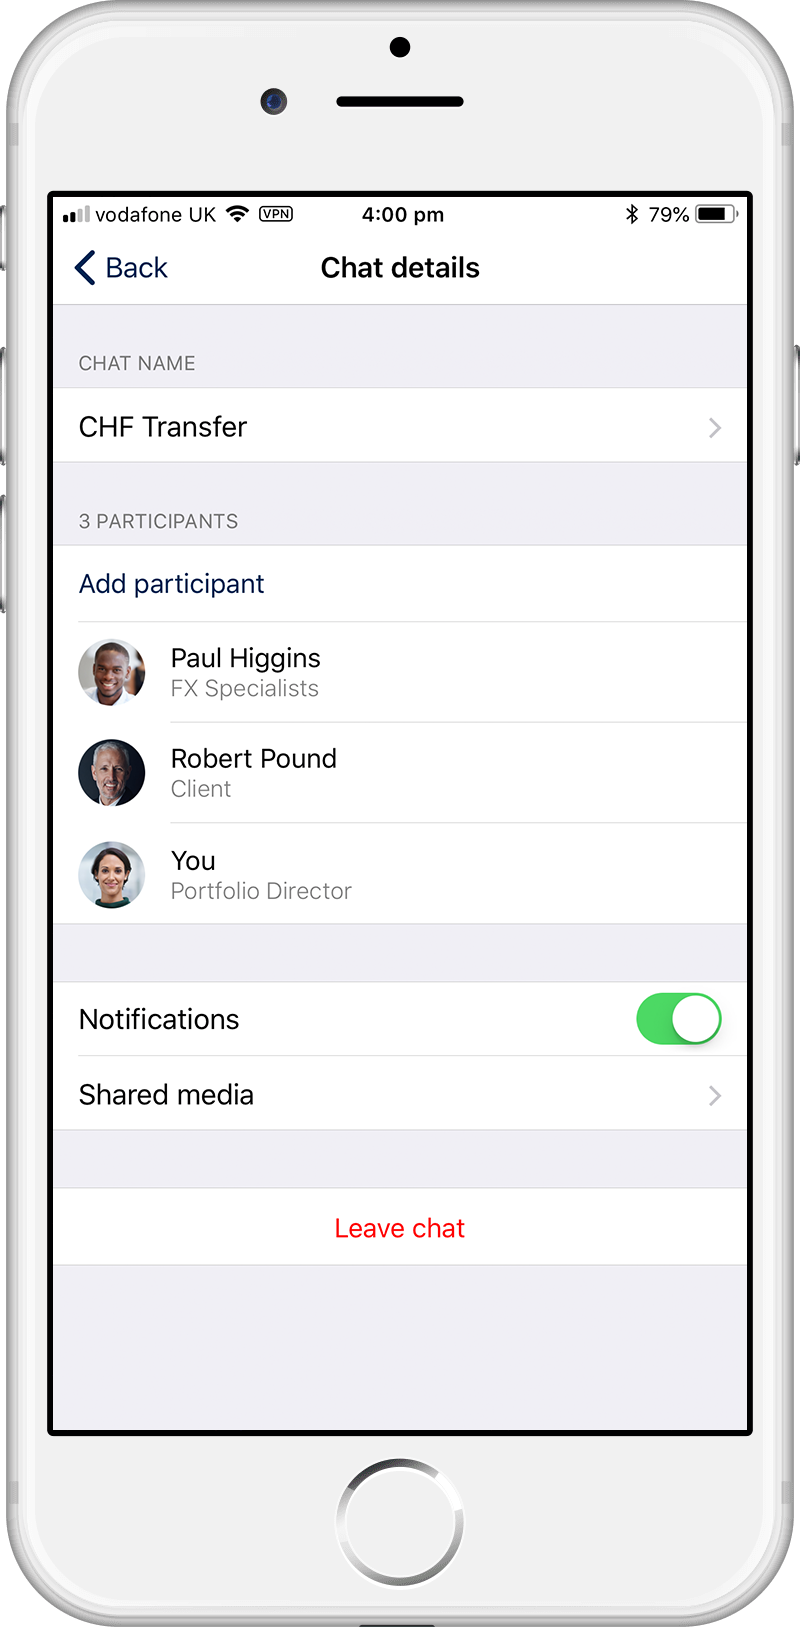 vodafone UK VPN 4:00 pm 79%
Back Chat details
CHAT NAME
CHF Transfer
3 PARTICIPANTS
Add participant
Paul Higgins
FX Specialists
Robert Pound
Client
You
Portfolio Director
Notifications
Shared media
Leave chat